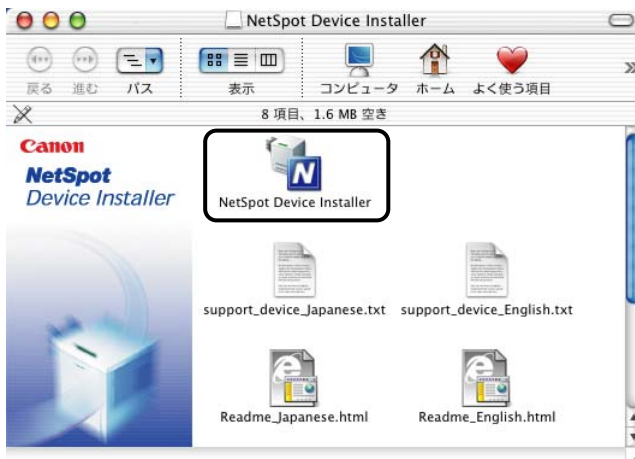 NetSpot Device Installer
戻る 進む パス 表示 コンピュータ ホーム よく使う項目
8 項目、1.6 MB 空き
Canon
NetSpot
Device Installer
NetSpot Device Installer
support_device_Japanese.txt support_device_English.txt
Readme_Japanese.html Readme_English.html